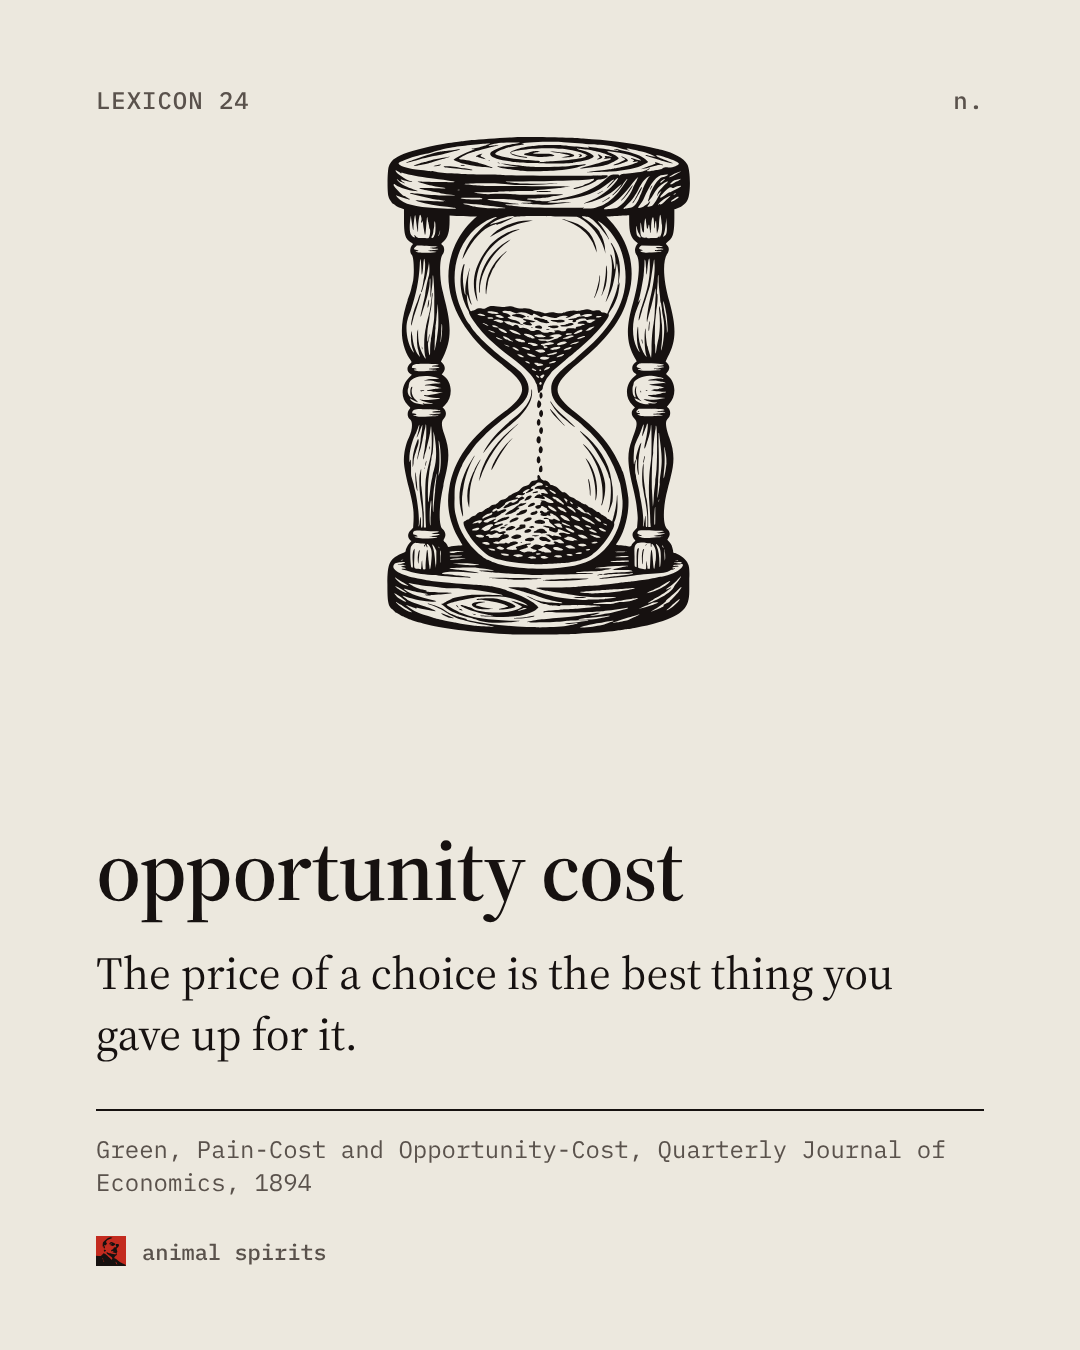 LEXICON 24
n.
opportunity cost
The price of a choice is the best thing you
gave up for it.
Green, Pain-Cost and Opportunity-Cost, Quarterly Journal of
Economics, 1894
animal spirits